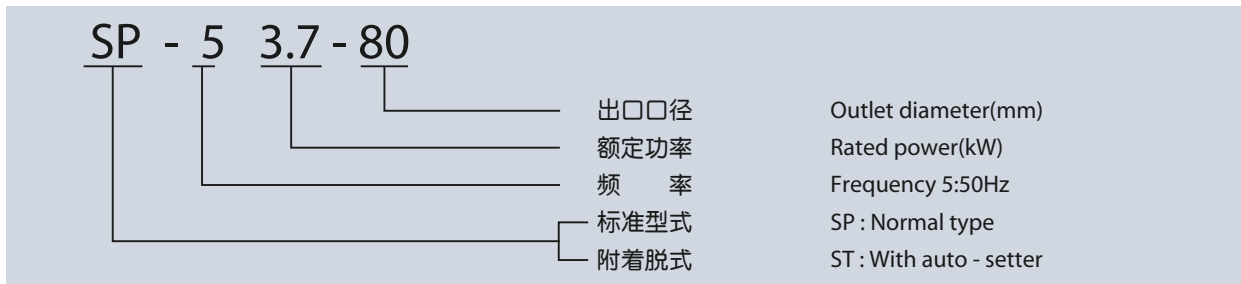 SP - 5 3.7 - 80
出口口径 Outlet diameter(mm)
额定功率 Rated power(kW)
频 率 Frequency 5:50Hz
标准型式 SP : Normal type
附着脱式 ST : With auto - setter